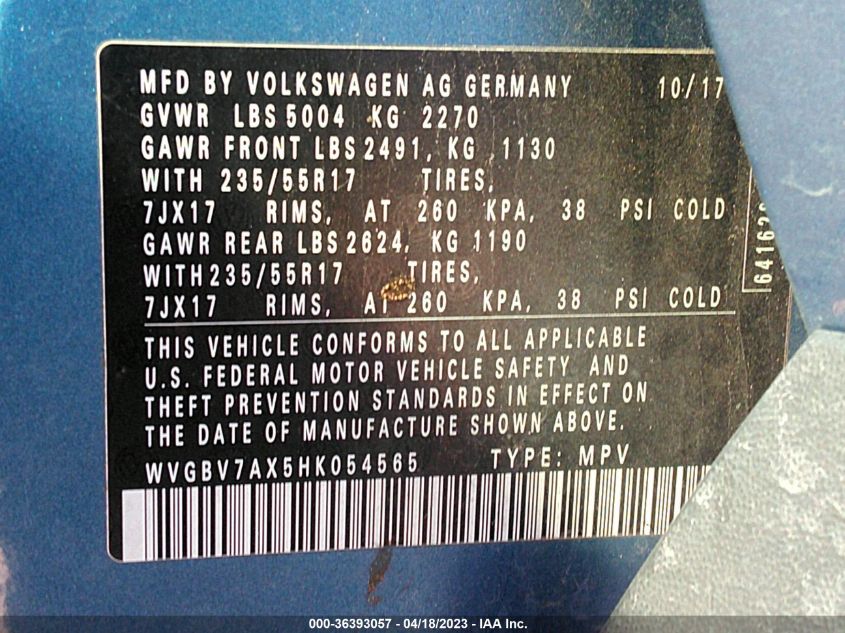 MFD BY VOLKSWAGEN AG GERMANY 10/17
GVWR LBS 5004 KG 2270
GAWR FRONT LBS 2491, KG 1130
WITH 235/55R17 TIRES,
7JX17 RIMS, AT 260 KPA, 38 PSI COLD
GAWR REAR LBS 2624, KG 1190
WITH 235/55R17 TIRES,
7JX17 RIMS, AT 260 KPA, 38 PSI COLD
THIS VEHICLE CONFORMS TO ALL APPLICABLE
U.S. FEDERAL MOTOR VEHICLE SAFETY AND
THEFT PREVENTION STANDARDS IN EFFECT ON
THE DATE OF MANUFACTURE SHOWN ABOVE.
WVGBV7AX5HK054565 TYPE: MPV
000-36393057 - 04/18/2023 - IAA Inc.